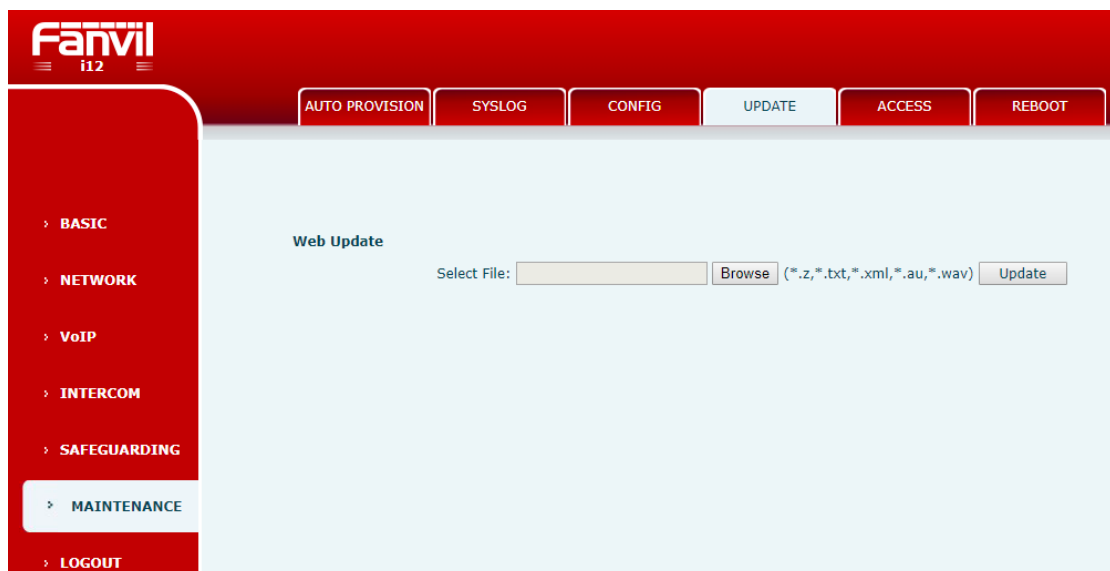 Fanvil
i12
AUTO PROVISION SYSLOG CONFIG UPDATE ACCESS REBOOT
› BASIC
› NETWORK
› VoIP
› INTERCOM
› SAFEGUARDING
› MAINTENANCE
› LOGOUT
Web Update
Select File: Browse (*.z,*.txt,*.xml,*.au,*.wav) Update